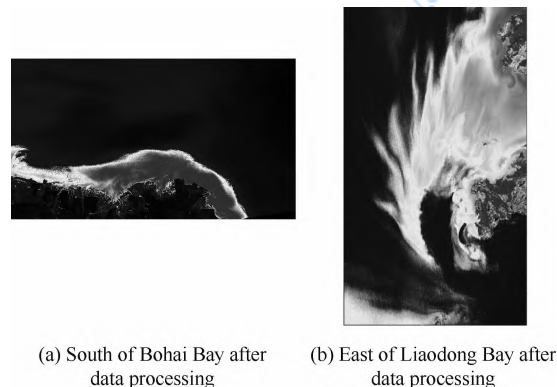 (a) South of Bohai Bay after
data processing
(b) East of Liaodong Bay after
data processing